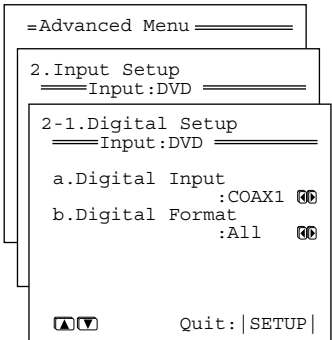 =Advanced Menu
2.Input Setup
Input:DVD
2-1.Digital Setup
Input:DVD
a.Digital Input
:COAX1
b.Digital Format
:All
Quit:|SETUP|